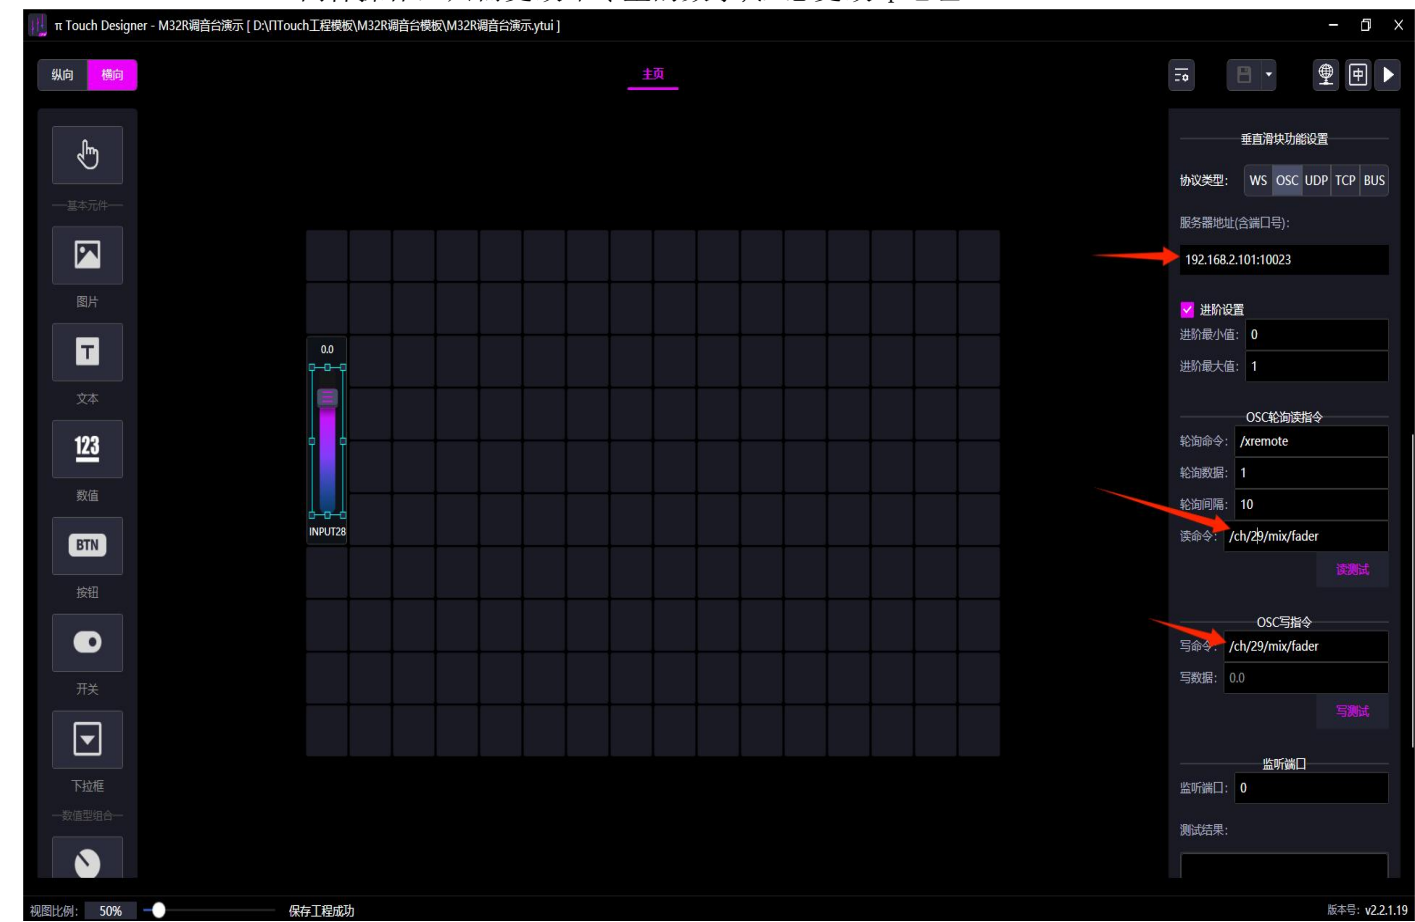 π Touch Designer - M32R调音台演示 [ D:\ΠTouch工程模板\M32R调音台模板\M32R调音台演示.ytui ]
纵向 横向
主页
中
基本元件
图片
T
文本
123
数值
BTN
按钮
开关
下拉框
数值型组合
0.0
INPUT28
垂直滑块功能设置
协议类型: WS OSC UDP TCP BUS
服务器地址(含端口号):
192.168.2.101:10023
进阶设置
进阶最小值: 0
进阶最大值: 1
OSC轮询读指令
轮询命令: /xremote
轮询数据: 1
轮询间隔: 10
读命令: /ch/29/mix/fader
读测试
OSC写指令
写命令: /ch/29/mix/fader
写数据: 0.0
写测试
监听端口
监听端口: 0
测试结果:
视图比例: 50% 保存工程成功
版本号: v2.2.1.19